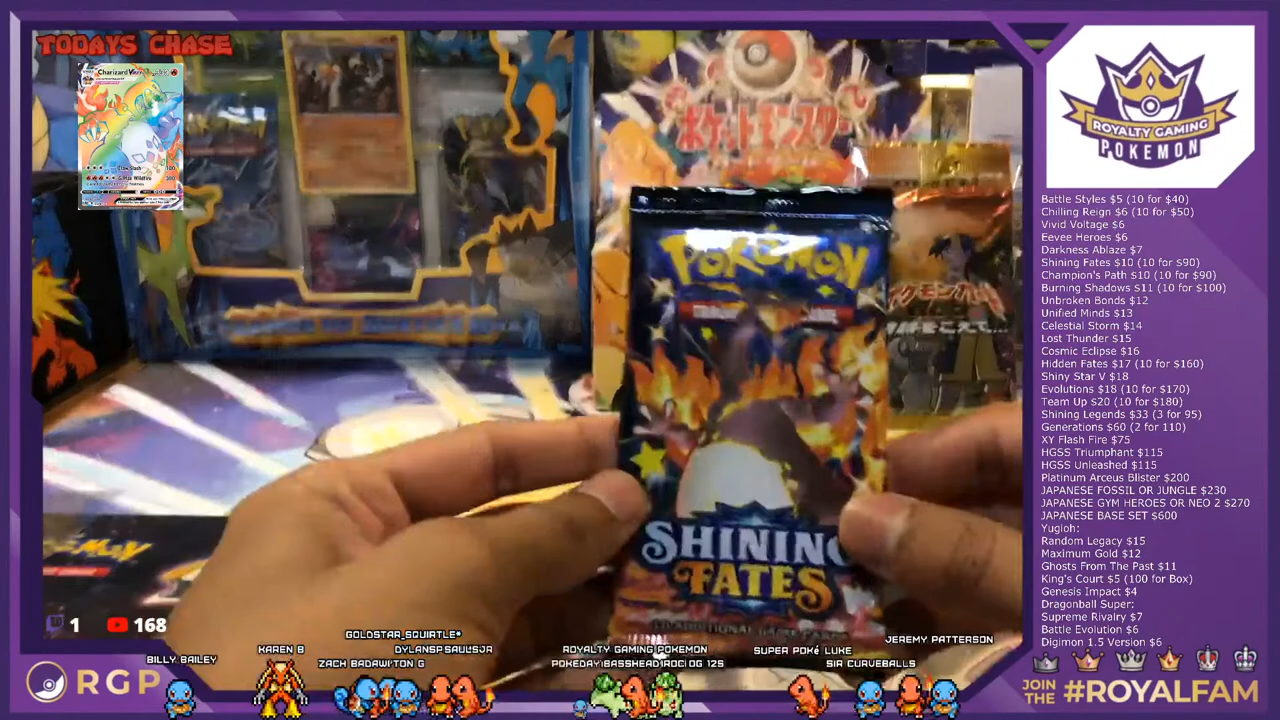 TODAYS CHASE
Charizard
Claw Slash 100
G-Max Wildfire 300
ポケットモンスター
POKÉMON
SHINING
FATES
ROYALTY GAMING
POKEMON
Battle Styles $5 (10 for $40)
Chilling Reign $6 (10 for $50)
Vivid Voltage $6
Eevee Heroes $6
Darkness Ablaze $7
Shining Fates $10 (10 for $90)
Champion's Path $10 (10 for $90)
Burning Shadows $11 (10 for $100)
Unbroken Bonds $12
Unified Minds $13
Celestial Storm $14
Lost Thunder $15
Cosmic Eclipse $16
Hidden Fates $17 (10 for $160)
Shiny Star V $18
Evolutions $18 (10 for $170)
Team Up $20 (10 for $180)
Shining Legends $33 (3 for 95)
Generations $60 (2 for 110)
XY Flash Fire $75
HGSS Triumphant $115
HGSS Unleashed $115
Platinum Arceus Blister $200
JAPANESE FOSSIL OR JUNGLE $230
JAPANESE GYM HEROES OR NEO 2 $270
JAPANESE BASE SET $600
Yugioh:
Random Legacy $15
Maximum Gold $12
Ghosts From The Past $11
King's Court $5 (100 for Box)
Genesis Impact $4
Dragonball Super:
Supreme Rivalry $7
Battle Evolution $6
Digimon 1.5 Version $6
1 168
GOLDSTAR_SQUIRTLE*
JEREMY PATTERSON
KAREN B
DYLANSPSAULSJR
ROYALTY GAMING POKEMON
SUPER POKé LUKE
BILLY BAILEY
SIR CURVEBALLS
RGP
JOIN
THE #ROYALFAM